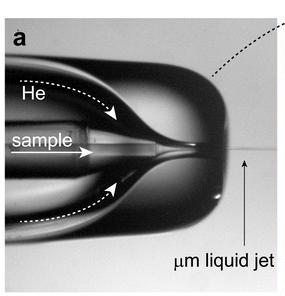 a
He
sample
μm liquid jet